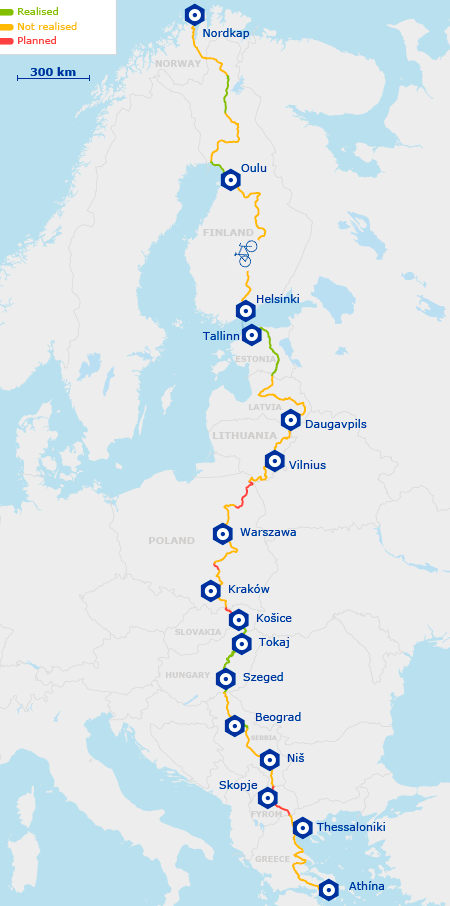 Realised
Not realised
Planned
300 km
Nordkap
NORWAY
Oulu
FINLAND
Helsinki
Tallinn
ESTONIA
LATVIA
Daugavpils
LITHUANIA
Vilnius
Warszawa
POLAND
Kraków
Košice
SLOVAKIA
Tokaj
HUNGARY
Szeged
Beograd
SERBIA
Niš
Skopje
FYROM
Thessaloniki
GREECE
Athína